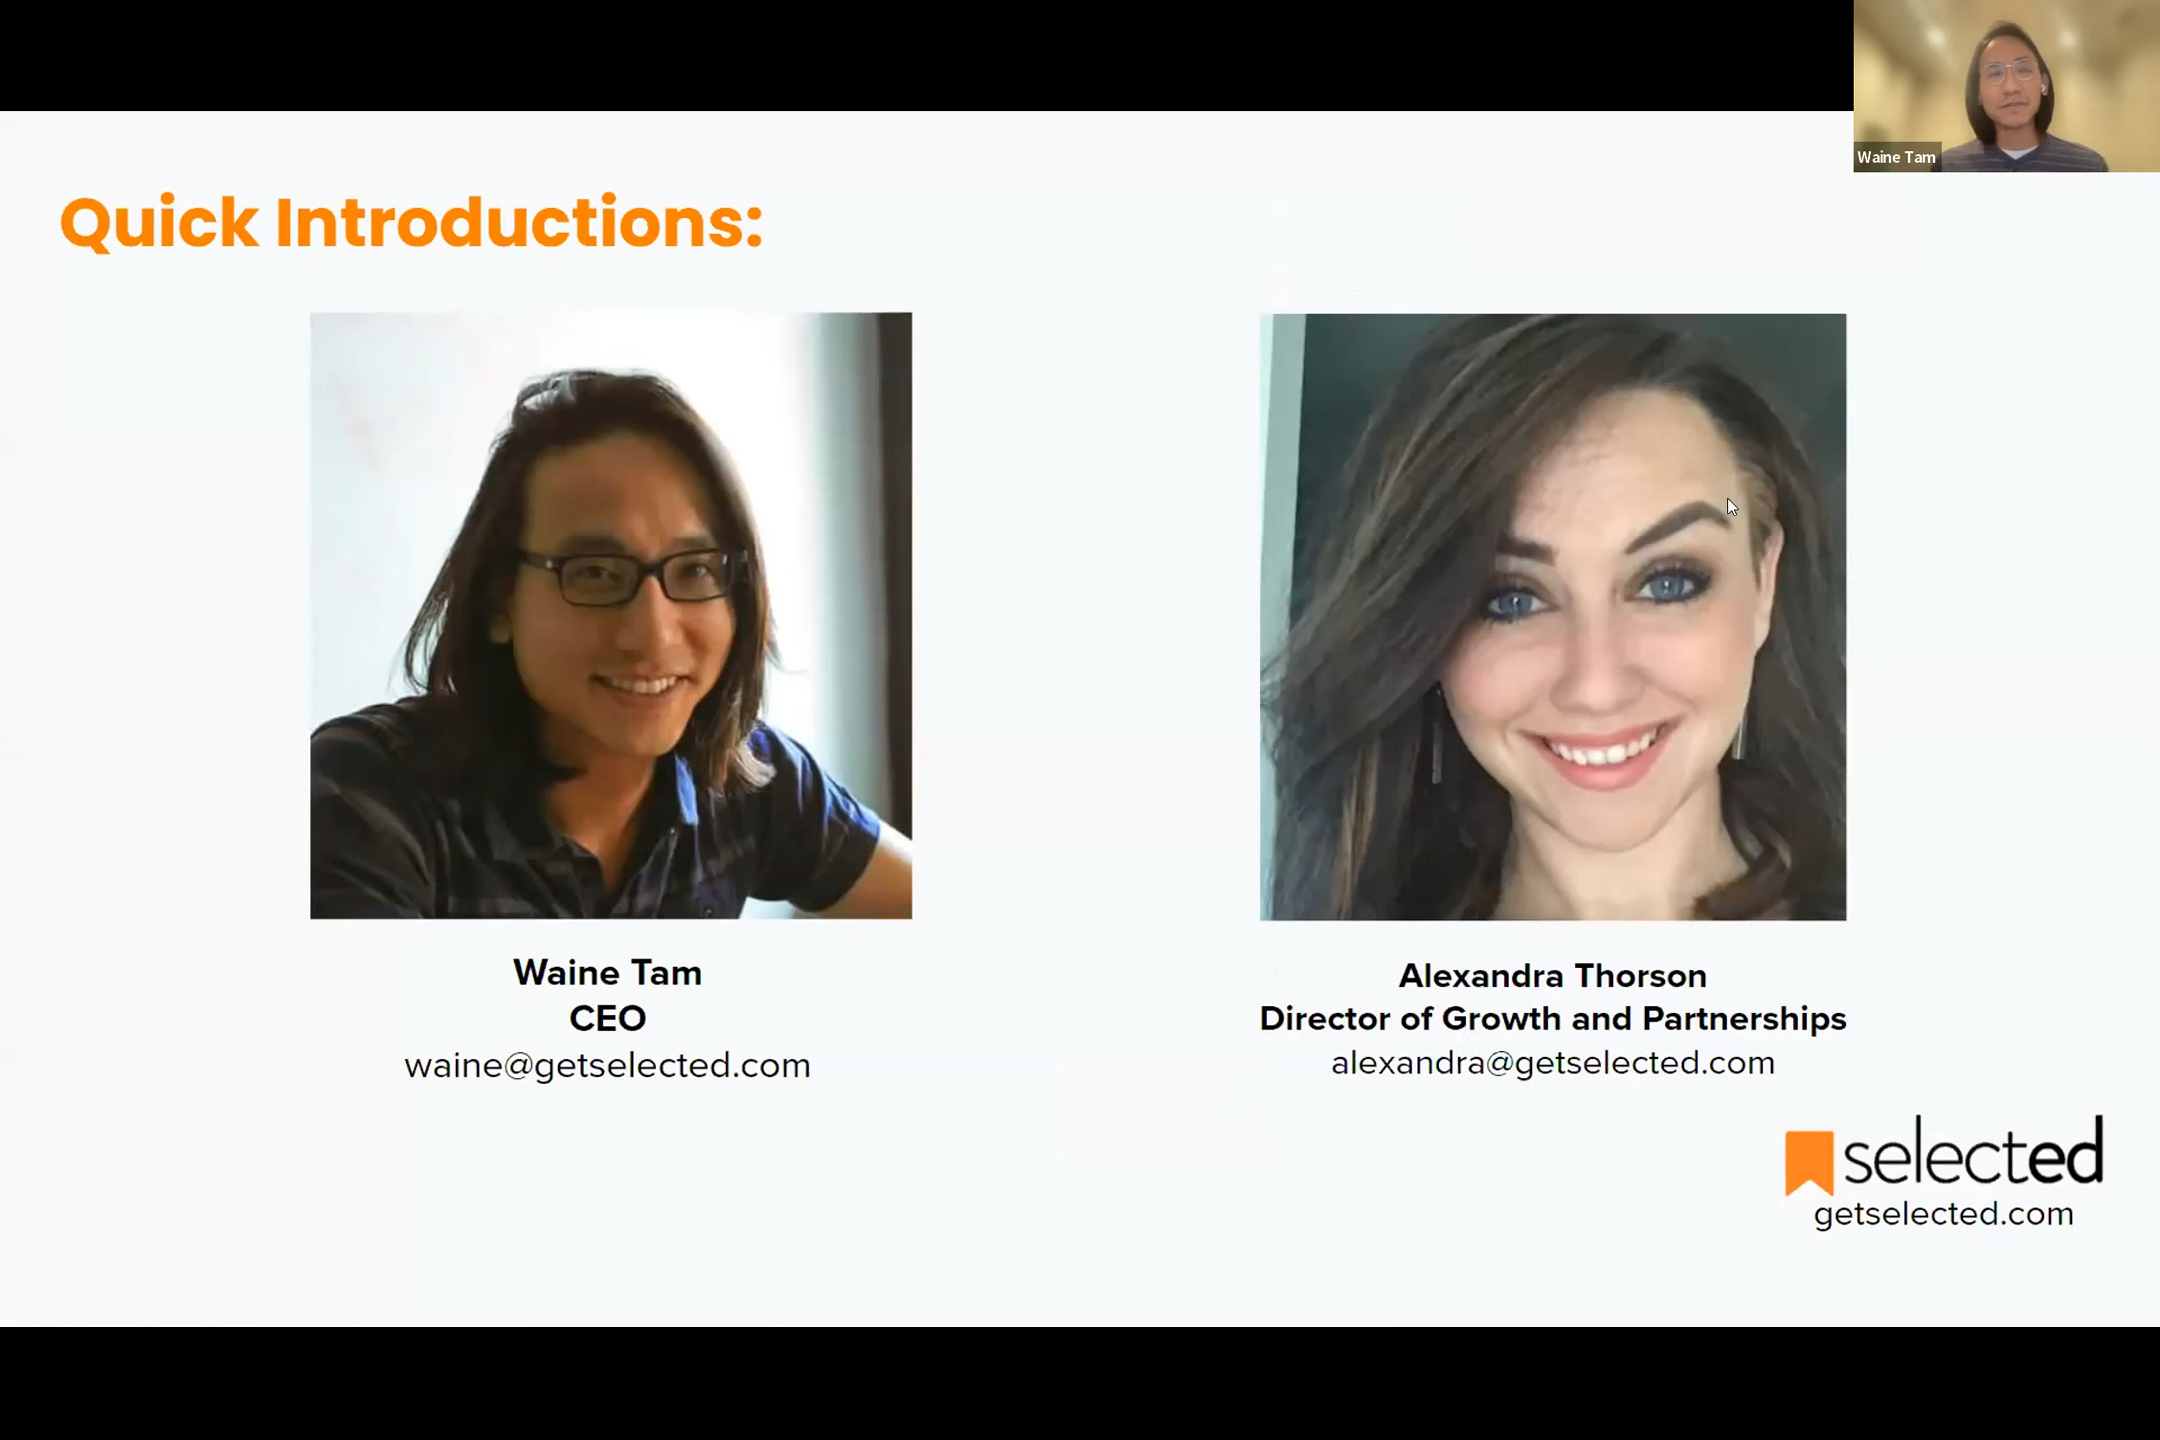 Waine Tam
Quick Introductions:
Waine Tam
CEO
waine@getselected.com
Alexandra Thorson
Director of Growth and Partnerships
alexandra@getselected.com
selected
getselected.com